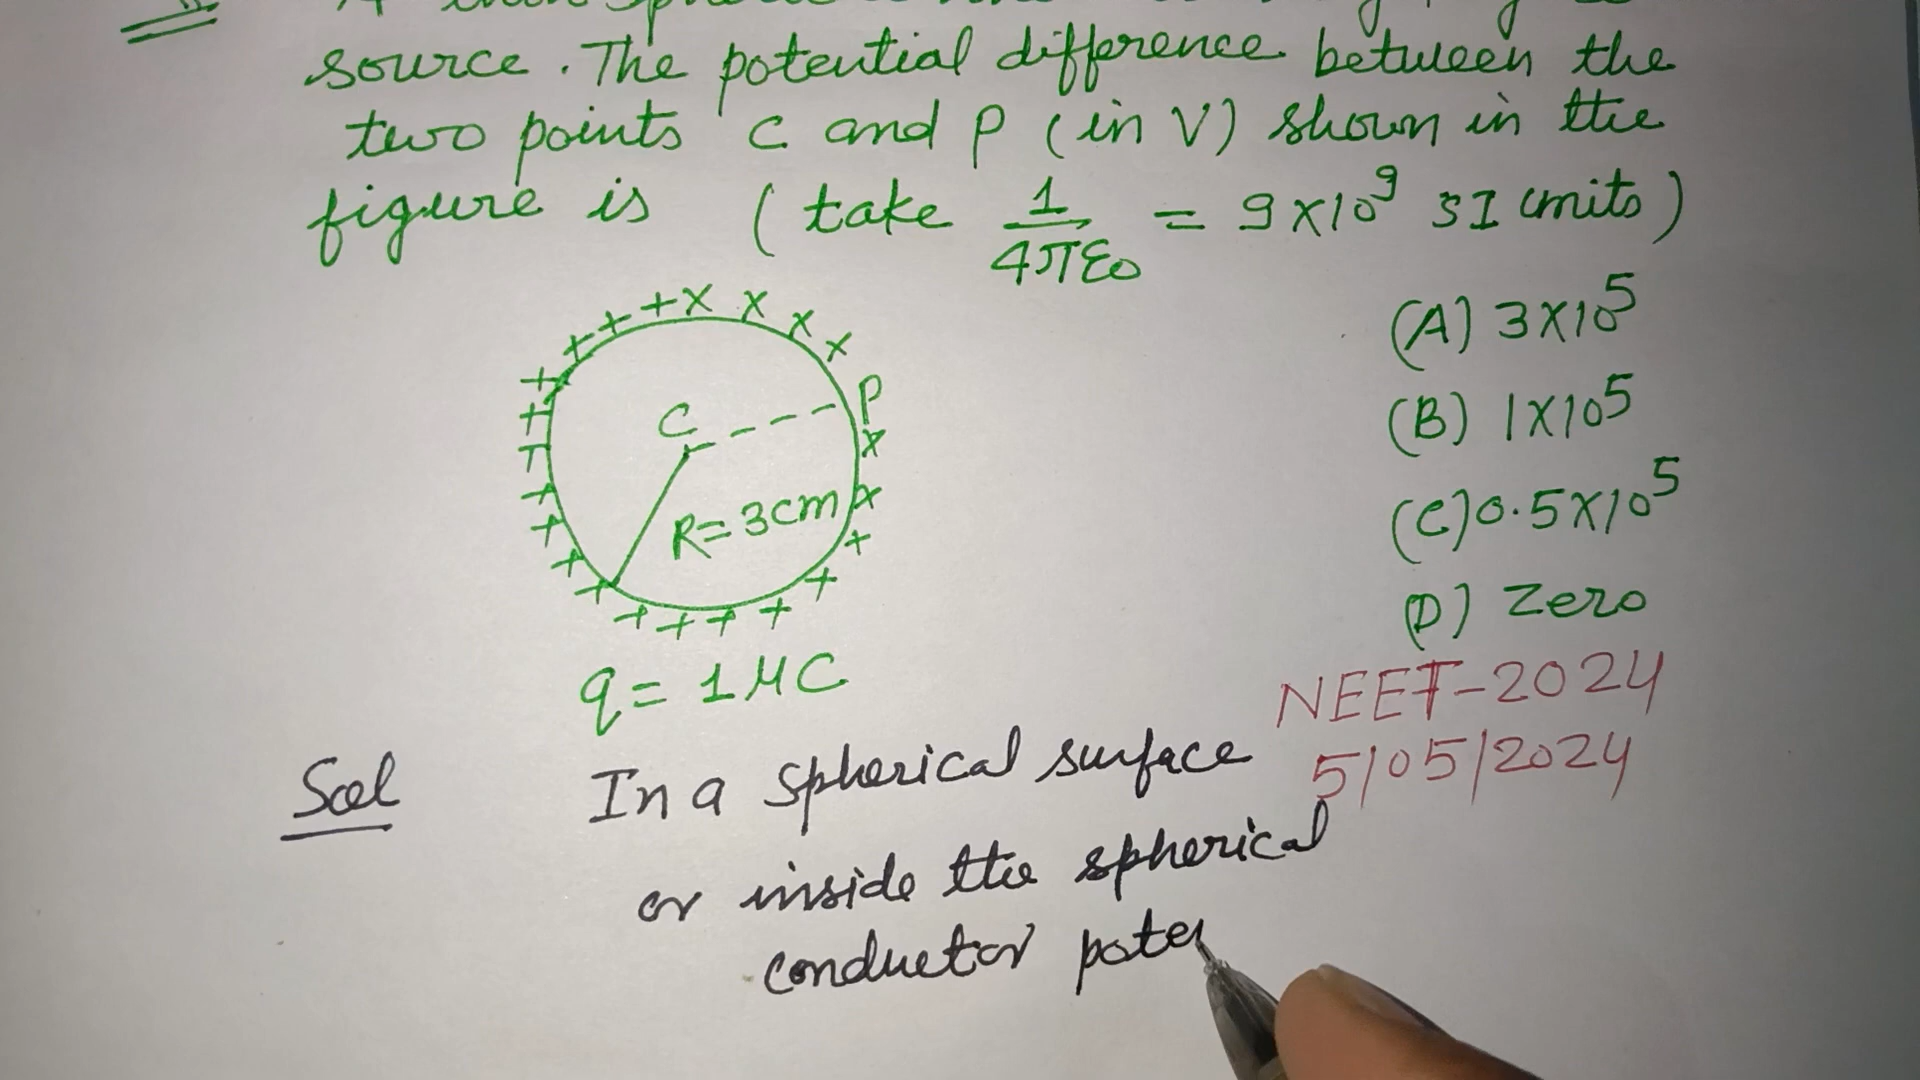 source. The potential difference between the
two points C and P (in V) shown in the
figure is (take 1/4πε0 = 9×10⁹ SI units)
(A) 3×10⁵
(B) 1×10⁵
(C) 0.5×10⁵
(D) Zero
C
P
R=3cm
q=1μC
NEET-2024
5/05/2024
Sol
In a spherical surface
or inside the spherical
conductor poten